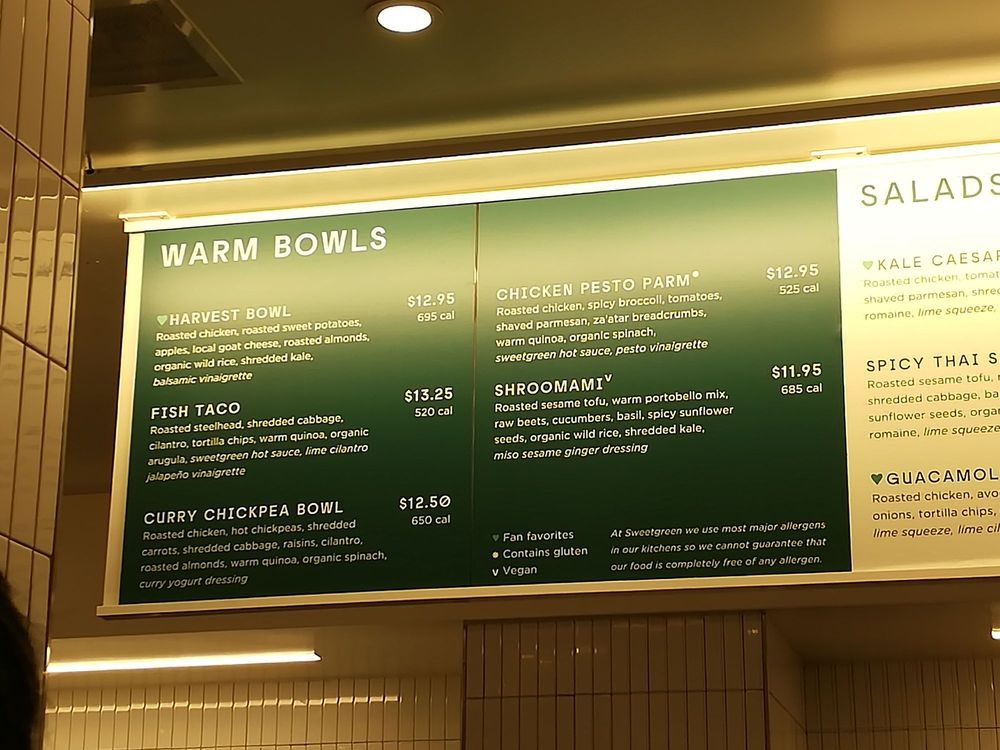 WARM BOWLS
♥HARVEST BOWL $12.95
695 cal
Roasted chicken, roasted sweet potatoes,
apples, local goat cheese, roasted almonds,
organic wild rice, shredded kale,
balsamic vinaigrette
FISH TACO $13.25
520 cal
Roasted steelhead, shredded cabbage,
cilantro, tortilla chips, warm quinoa, organic
arugula, sweetgreen hot sauce, lime cilantro
jalapeño vinaigrette
CURRY CHICKPEA BOWL $12.50
650 cal
Roasted chicken, hot chickpeas, shredded
carrots, shredded cabbage, raisins, cilantro,
roasted almonds, warm quinoa, organic spinach,
curry yogurt dressing
CHICKEN PESTO PARM● $12.95
525 cal
Roasted chicken, spicy broccoli, tomatoes,
shaved parmesan, za'atar breadcrumbs,
warm quinoa, organic spinach,
sweetgreen hot sauce, pesto vinaigrette
SHROOMAMIV $11.95
685 cal
Roasted sesame tofu, warm portobello mix,
raw beets, cucumbers, basil, spicy sunflower
seeds, organic wild rice, shredded kale,
miso sesame ginger dressing
♥ Fan favorites
● Contains gluten
V Vegan
At Sweetgreen we use most major allergens
in our kitchens so we cannot guarantee that
our food is completely free of any allergen.
SALADS
♥KALE CAESAR
Roasted chicken,
shaved parmesan,
romaine, lime squeeze,
SPICY THAI
Roasted sesame tofu,
shredded cabbage,
sunflower seeds,
romaine, lime squeeze
♥
Roasted chicken,
onions, tortilla chips,
lime squeeze, lime